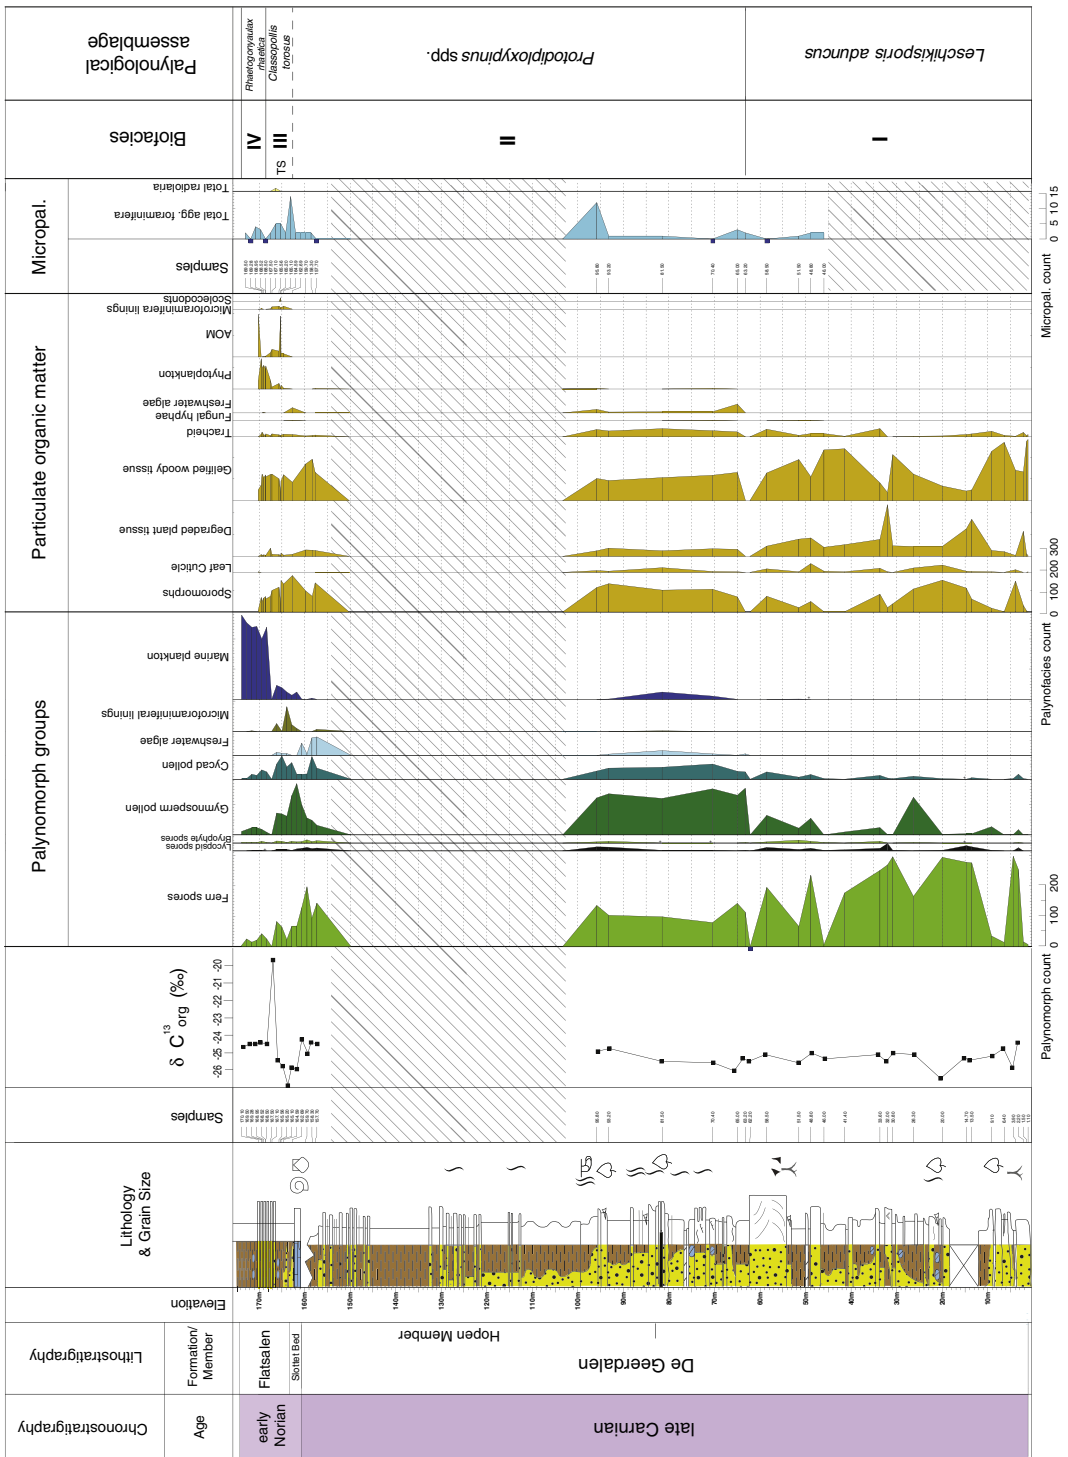 Palynological
assemblage
Rhaetogonyaulax
rhaetica
Classopollis
torosus
Protodiploxypinus spp.
Leschikisporis aduncus
Biofacies
IV
III
TS
II
I
Micropal.
Total radiolaria
Total agg. foraminifera
Samples
0 5 10 15
Micropal. count
Particulate organic matter
Scolecodonts
Microforaminifera linings
AOM
Phytoplankton
Freshwater algae
Fungal hyphae
Tracheid
Gelified woody tissue
Degraded plant tissue
Leaf Cuticle
Sporomorphs
0 100 200 300
Palynofacies count
Palynomorph groups
Marine plankton
Microforaminiferal linings
Freshwater algae
Cycad pollen
Gymnosperm pollen
Bryophyte spores
Lycopsid spores
Fern spores
0 100 200
Palynomorph count
δ C13org (‰)
-20
-21
-22
-23
-24
-25
-26
Samples
Lithology
& Grain Size
Elevation
170m
160m
150m
140m
130m
120m
110m
100m
90m
80m
70m
60m
50m
40m
30m
20m
10m
Lithostratigraphy
Formation/
Member
Flatsalen
Slottet Bed
Hopen Member
De Geerdalen
Chronostratigraphy
Age
early
Norian
late Carnian